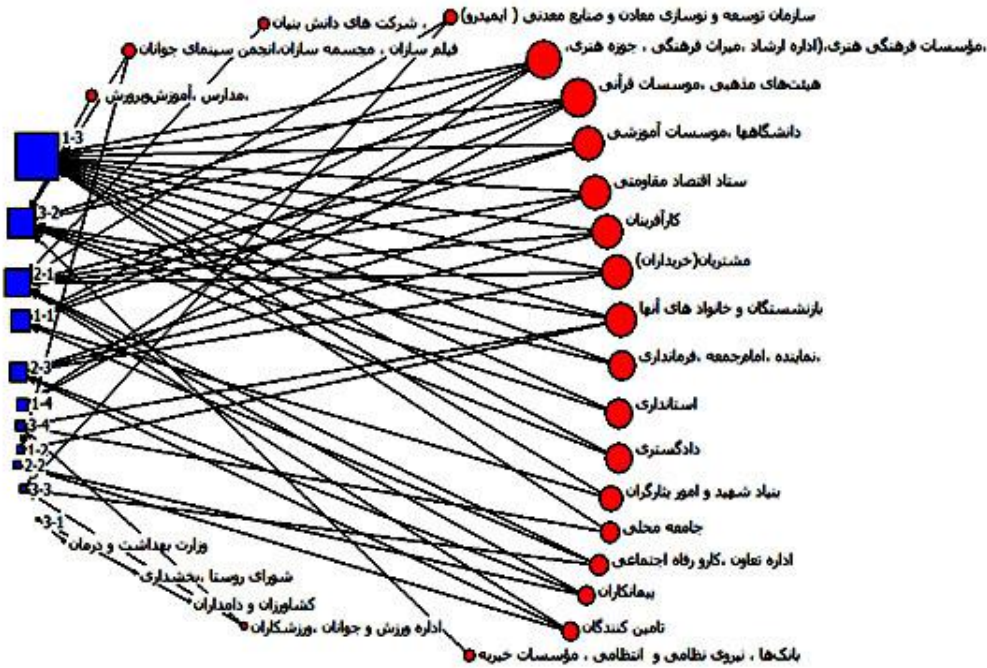 سازمان توسعه و نوسازی معادن و صنایع معدنی ( ایمیدرو)
، شرکت های دانش بنیان
فیلم سازان ، مجسمه سازان،انجمن سینمای جوانان
،مدارس ،آموزش‌وپرورش
،مؤسسات فرهنگی هنری،(اداره ارشاد ،میراث فرهنگی ، حوزه هنری،
هیئت‌های مذهبی ،موسسات قرآنی
دانشگاهها ،موسسات آموزشی
ستاد اقتصاد مقاومتی
کارآفرینان
مشتریان(خریداران)
بازنشستگان و خانواد های آنها
،نماینده ،امام‌جمعه ،فرمانداری
استانداری
دادگستری
بنیاد شهید و امور یثارگران
جامعه محلی
اداره تعاون ،کارو رفاه اجتماعی
پیمانکاران
تامین کنندگان
بانک‌ها ، نیروی نظامی و انتظامی ، مؤسسات خیریه
1-3
3-2
2-1
1-1
2-3
1-4
3-4
1-2
2-2
3-3
3-1
وزارت بهداشت و درمان
شورای روستا ،بخشداری
کشاورزان و دامداران
اداره ورزش و جوانان ،ورزشکاران